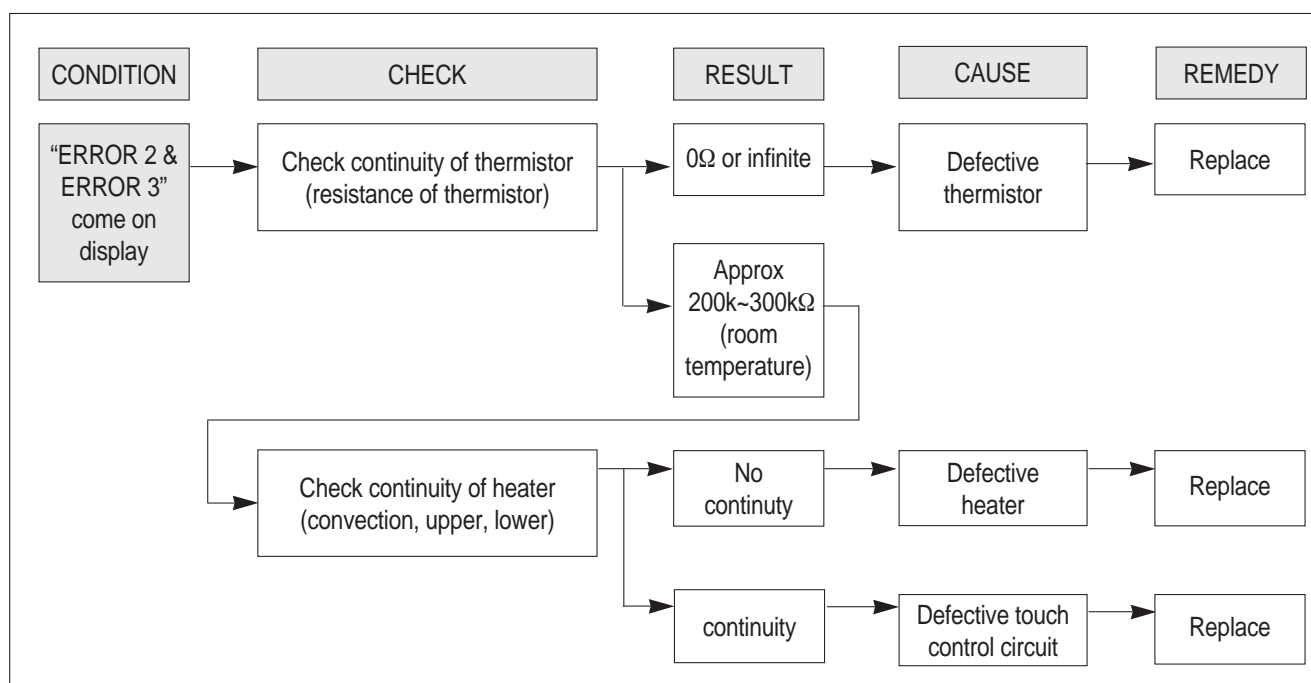 CONDITION
CHECK
RESULT
CAUSE
REMEDY
“ERROR 2 &
ERROR 3”
come on
display
Check continuity of thermistor
(resistance of thermistor)
0Ω or infinite
Defective
thermistor
Replace
Approx
200k~300kΩ
(room
temperature)
Check continuity of heater
(convection, upper, lower)
No
continuty
Defective
heater
Replace
continuity
Defective touch
control circuit
Replace